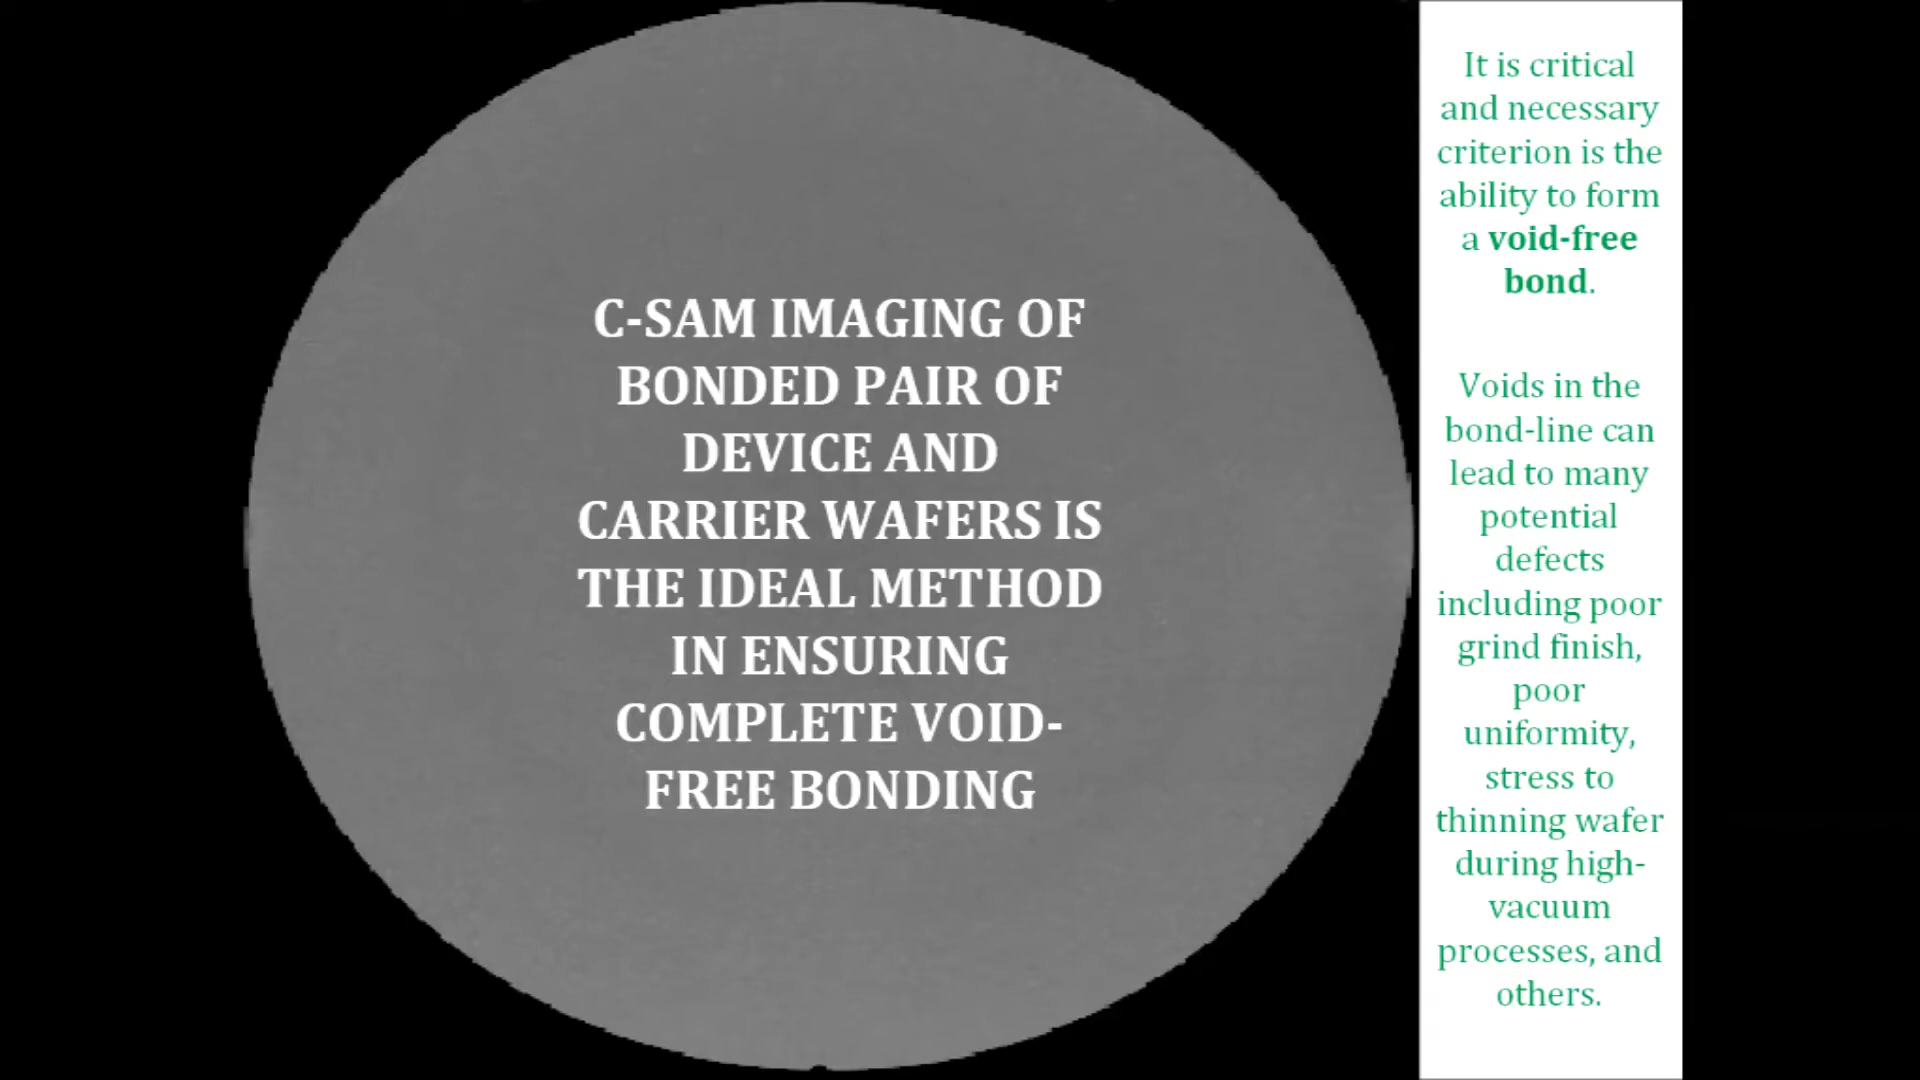 C-SAM IMAGING OF
BONDED PAIR OF
DEVICE AND
CARRIER WAFERS IS
THE IDEAL METHOD
IN ENSURING
COMPLETE VOID-
FREE BONDING
It is critical
and necessary
criterion is the
ability to form
a void-free
bond.
Voids in the
bond-line can
lead to many
potential
defects
including poor
grind finish,
poor
uniformity,
stress to
thinning wafer
during high-
vacuum
processes, and
others.